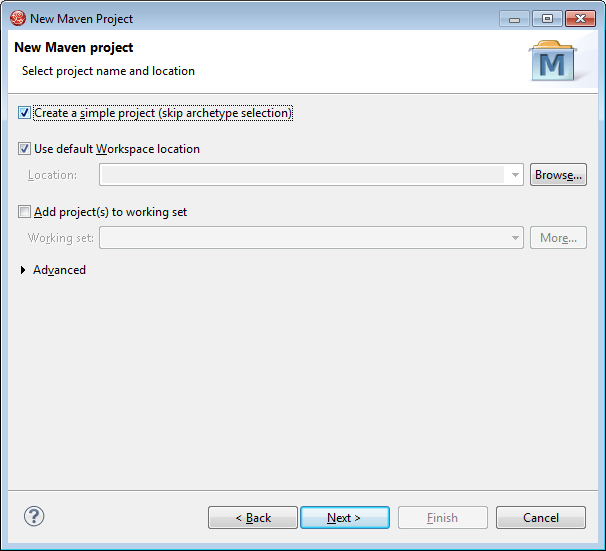 New Maven Project
New Maven project
Select project name and location
M
Create a simple project (skip archetype selection)
Use default Workspace location
Location:
Browse...
Add project(s) to working set
Working set:
More...
Advanced
?
< Back
Next >
Finish
Cancel